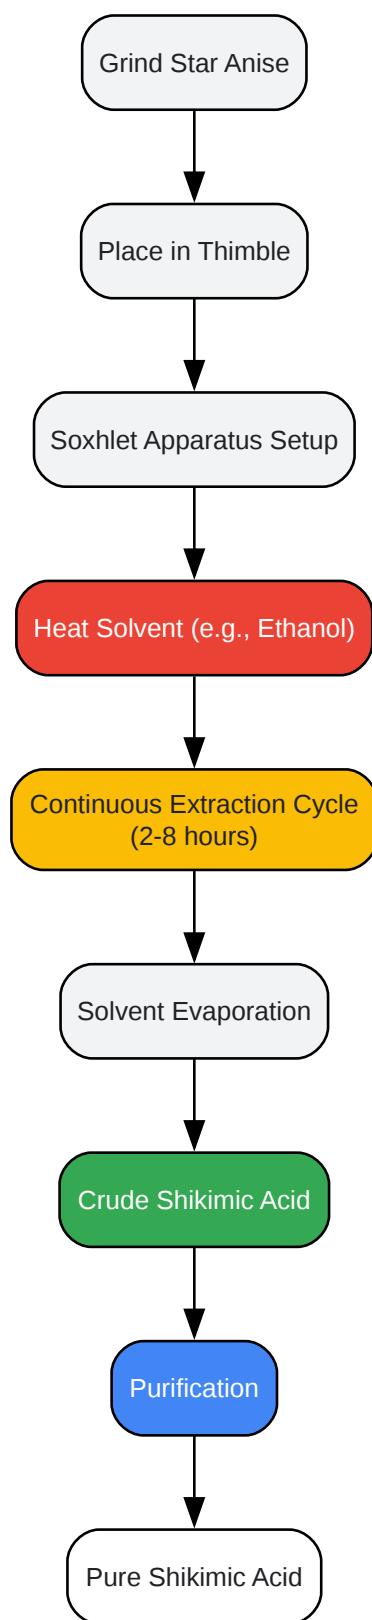 Grind Star Anise
Place in Thimble
Soxhlet Apparatus Setup
Heat Solvent (e.g., Ethanol)
Continuous Extraction Cycle
(2-8 hours)
Solvent Evaporation
Crude Shikimic Acid
Purification
Pure Shikimic Acid